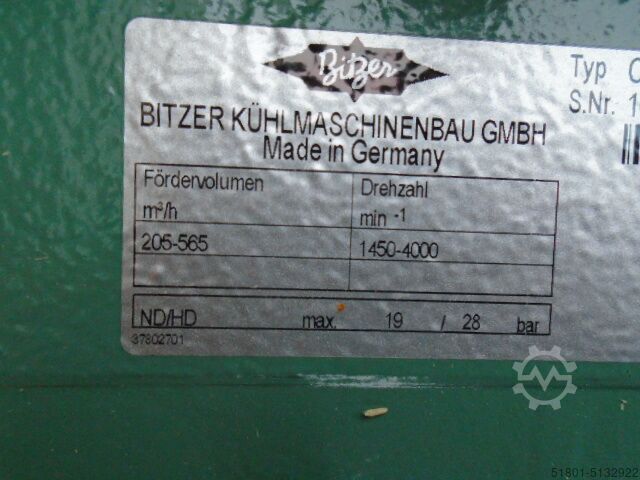 Bitzer
Typ
S.Nr. 1
BITZER KÜHLMASCHINENBAU GMBH
Made in Germany
Fördervolumen Drehzahl
m³/h min -1
205-565 1450-4000
ND/HD max. 19 / 28 bar
37802701
51801-5132922